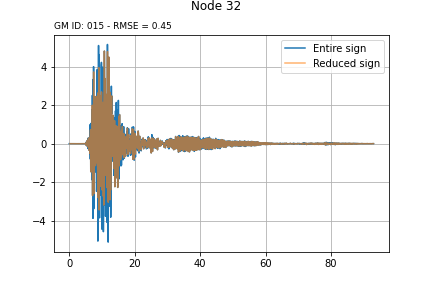 Node 32
GM ID: 015 - RMSE = 0.45
Entire sign
Reduced sign
4
2
0
−2
−4
0 20 40 60 80